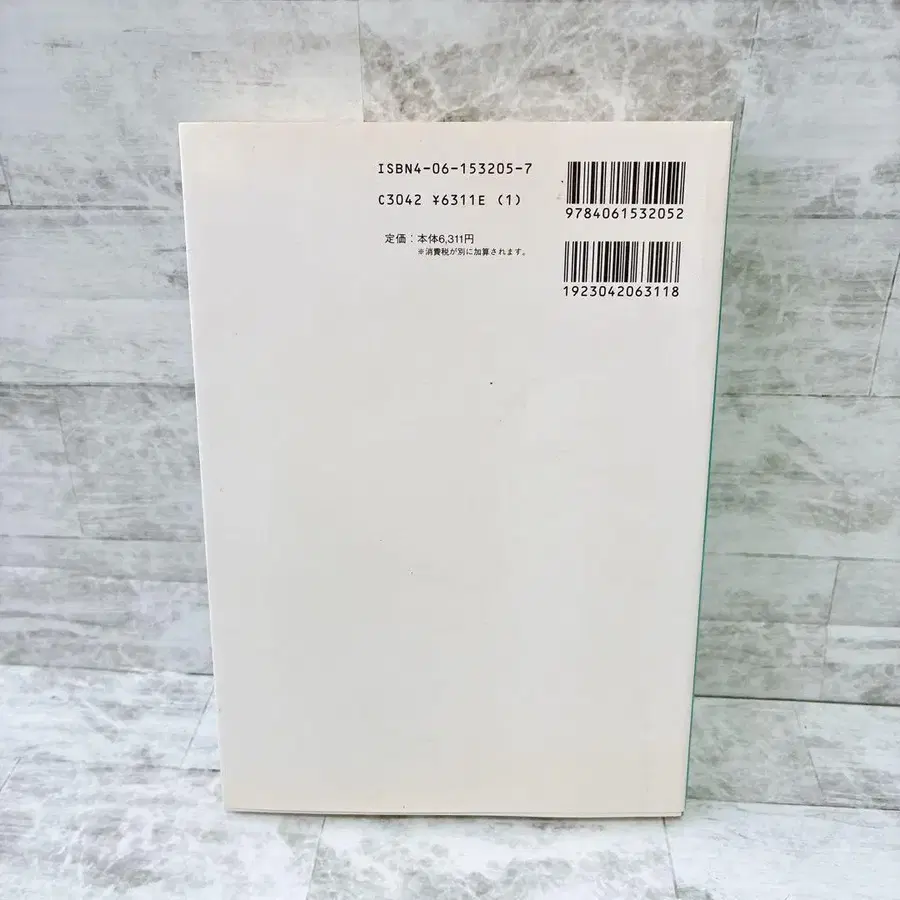 ISBN4-06-153205-7
C3042 ¥6311E (1)
定価：本体6,311円
※消費税が別に加算されます。
9784061532052
1923042063118